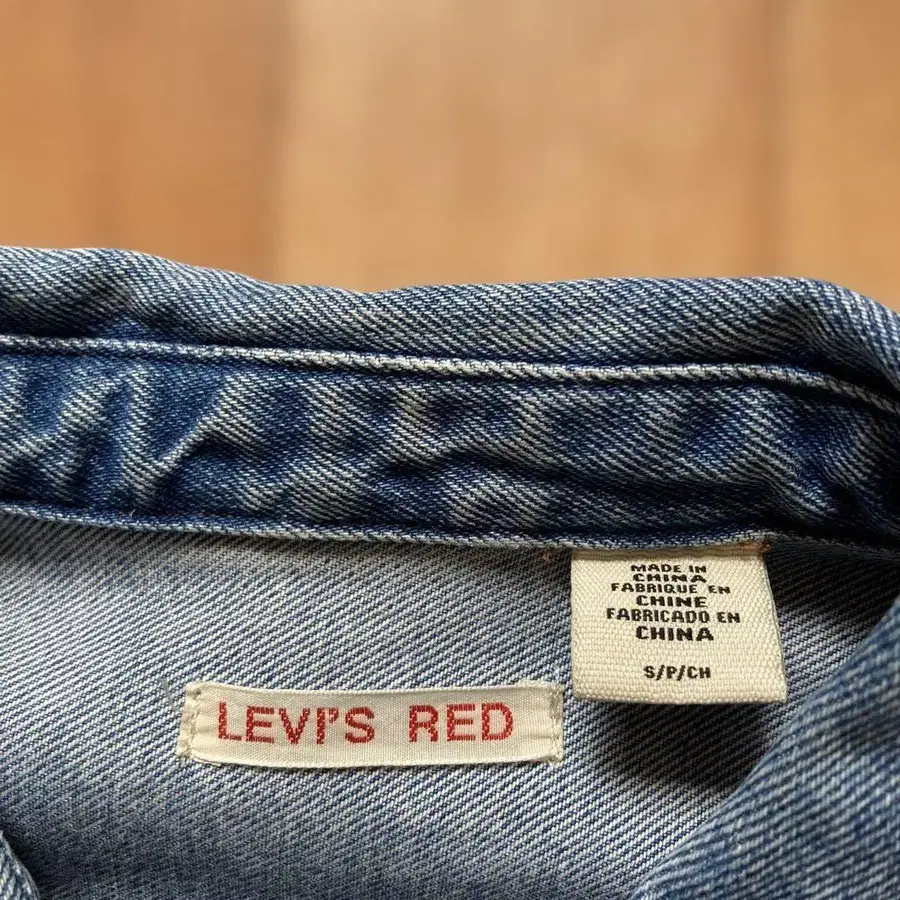 MADE IN
CHINA
FABRIQUE EN
CHINE
FABRICADO EN
CHINA
S/P/CH
LEVI'S RED